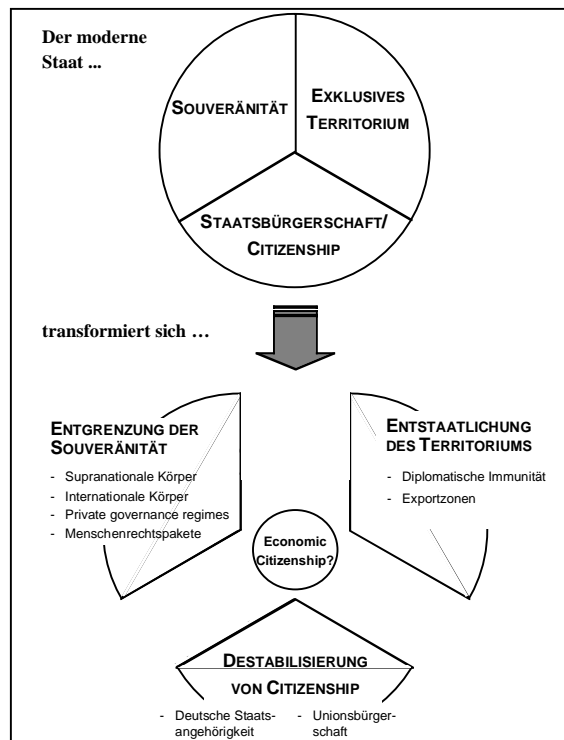 Der moderne
Staat ...
SOUVERÄNITÄT
EXKLUSIVES
TERRITORIUM
STAATSBÜRGERSCHAFT/
CITIZENSHIP
transformiert sich …
ENTGRENZUNG DER
SOUVERÄNITÄT
- Supranationale Körper
- Internationale Körper
- Private governance regimes
- Menschenrechtspakete
ENTSTAATLICHUNG
DES TERRITORIUMS
- Diplomatische Immunität
- Exportzonen
Economic
Citizenship?
DESTABILISIERUNG
VON CITIZENSHIP
- Deutsche Staats-
angehörigkeit
- Unionsbürger-
schaft